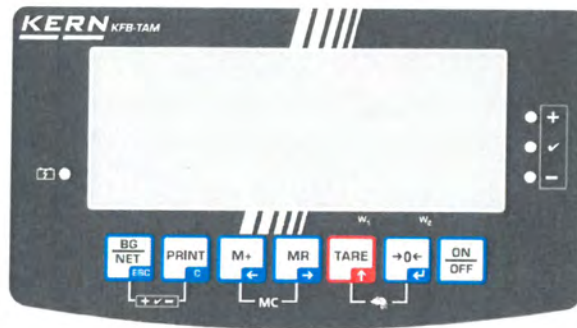 KERN KFB-TAM
+
✓
−
W1 W2
BG/NET PRINT M+ MR TARE →0← ON/OFF
ESC C ← → ↑ ↵
+ ✓ − MC